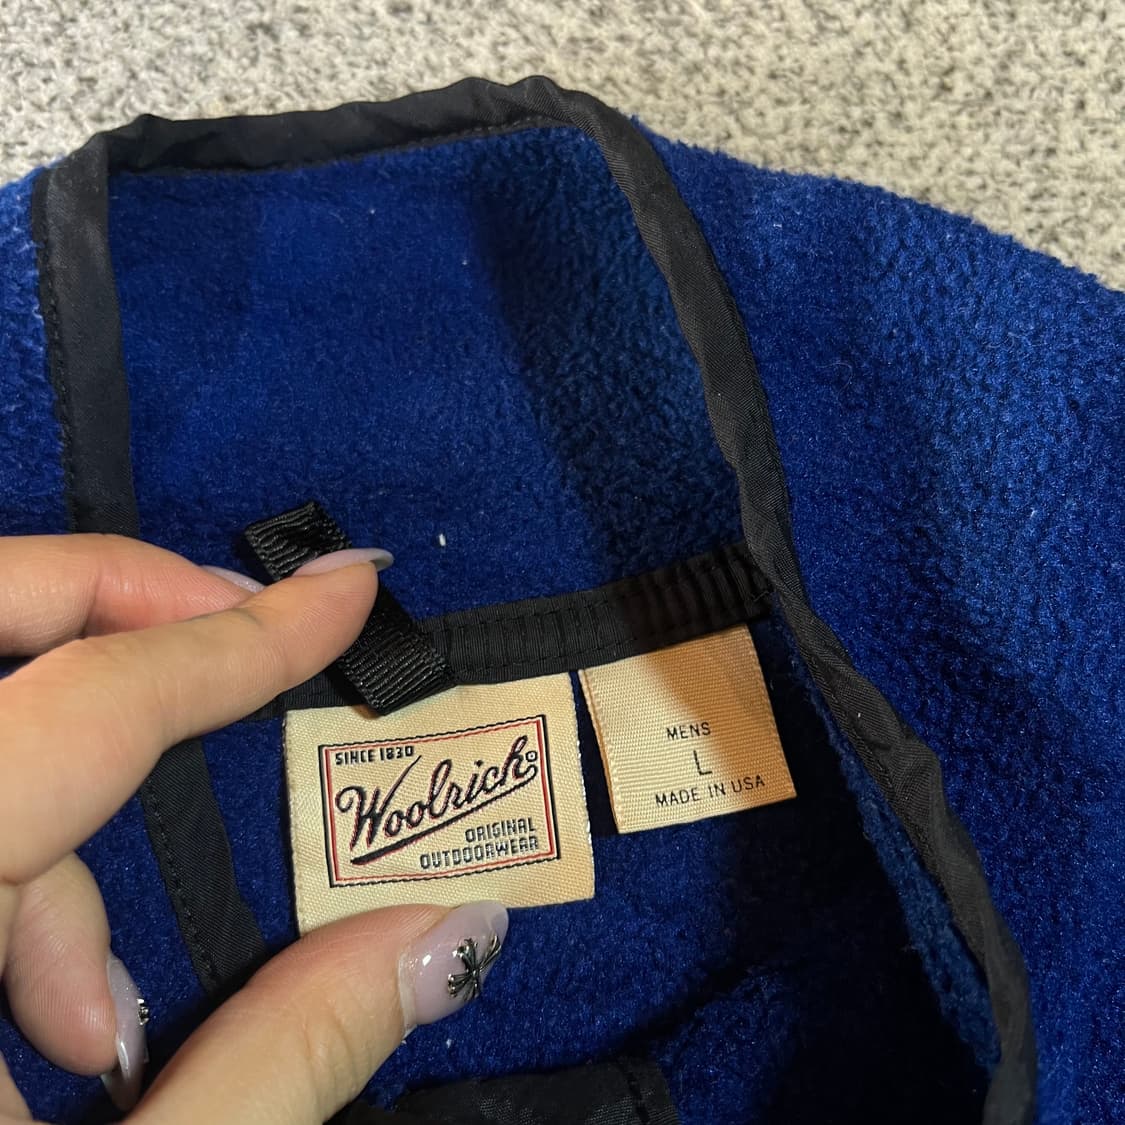 SINCE 1830
Woolrich®
ORIGINAL
OUTDOORWEAR
MENS
L
MADE IN USA